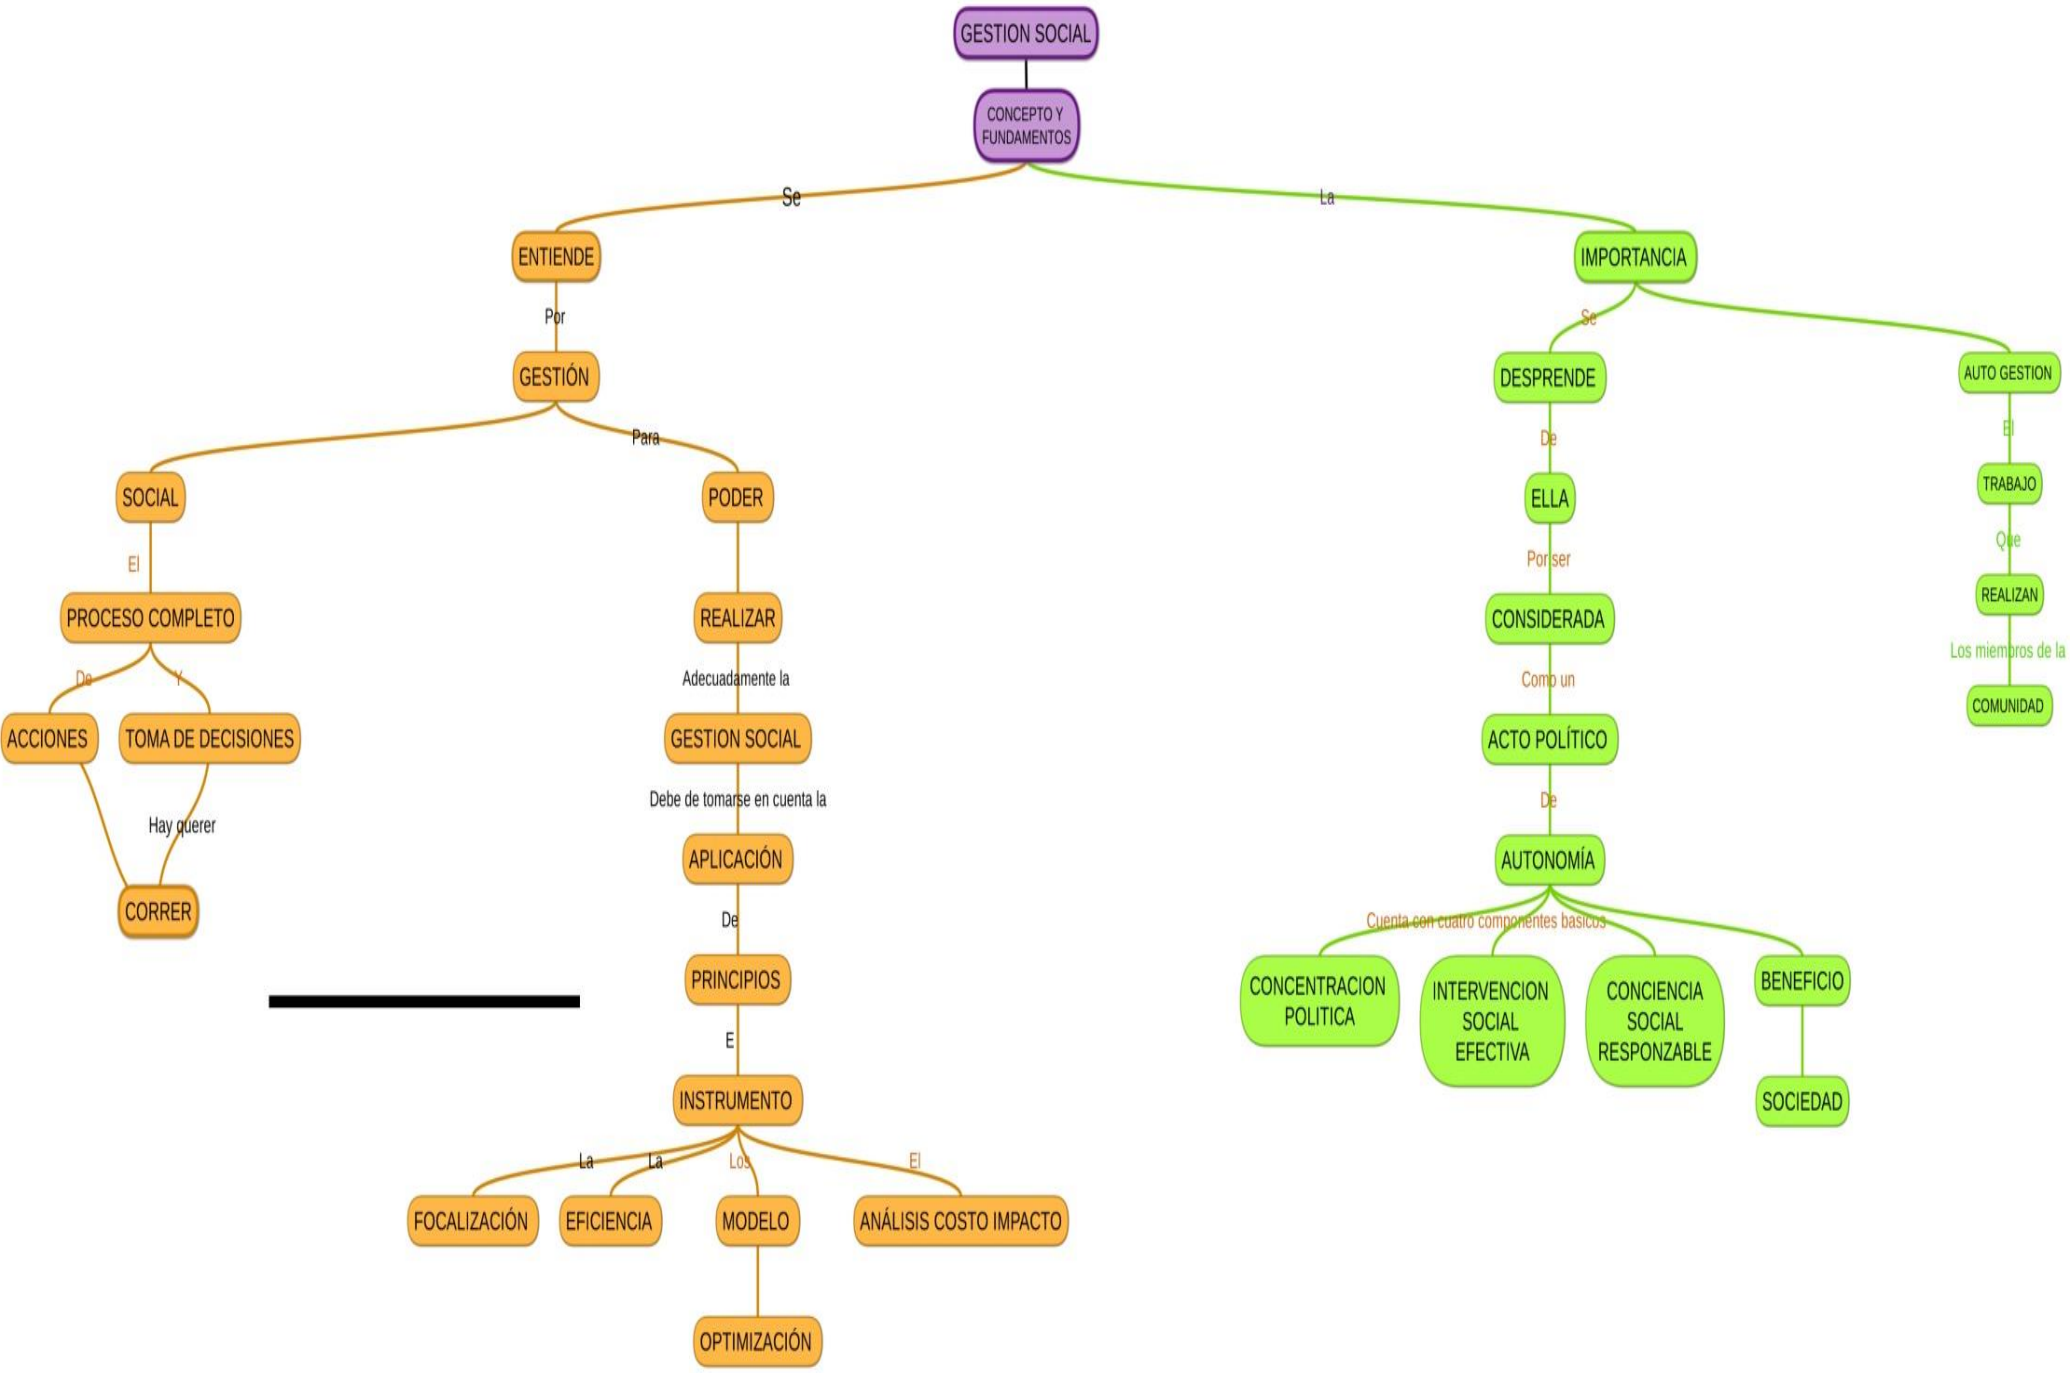 GESTION SOCIAL
CONCEPTO Y
FUNDAMENTOS
Se
La
ENTIENDE
IMPORTANCIA
Por
Se
GESTIÓN
DESPRENDE
AUTO GESTION
Para
De
El
SOCIAL
PODER
ELLA
TRABAJO
El
Por ser
Que
PROCESO COMPLETO
REALIZAR
CONSIDERADA
REALIZAN
De
Y
Adecuadamente la
Como un
Los miembros de la
ACCIONES
TOMA DE DECISIONES
GESTION SOCIAL
ACTO POLÍTICO
COMUNIDAD
Hay querer
Debe de tomarse en cuenta la
De
CORRER
APLICACIÓN
AUTONOMÍA
De
Cuenta con cuatro componentes basicos
PRINCIPIOS
CONCENTRACION
POLITICA
INTERVENCION
SOCIAL
EFECTIVA
CONCIENCIA
SOCIAL
RESPONZABLE
BENEFICIO
E
INSTRUMENTO
SOCIEDAD
La
La
Los
El
FOCALIZACIÓN
EFICIENCIA
MODELO
ANÁLISIS COSTO IMPACTO
OPTIMIZACIÓN